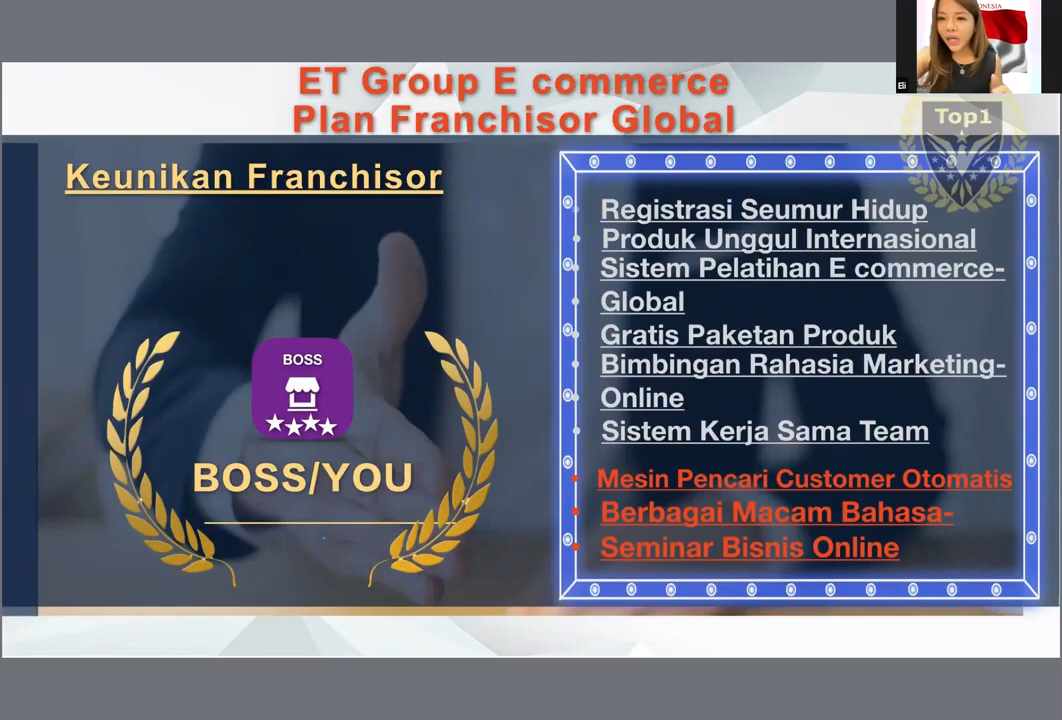 ONESIA
Eli
ET Group E commerce
Plan Franchisor Global
Top1
Keunikan Franchisor
BOSS
BOSS/YOU
Registrasi Seumur Hidup
Produk Unggul Internasional
Sistem Pelatihan E commerce-
Global
Gratis Paketan Produk
Bimbingan Rahasia Marketing-
Online
Sistem Kerja Sama Team
Mesin Pencari Customer Otomatis
Berbagai Macam Bahasa-
Seminar Bisnis Online